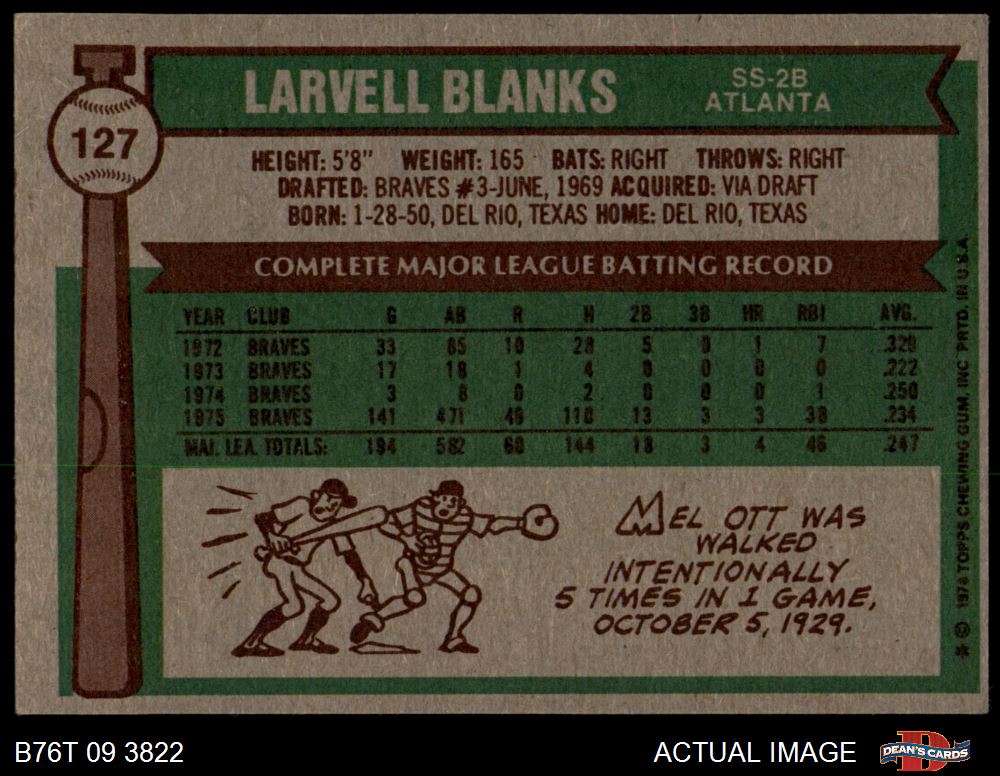 127
LARVELL BLANKS
SS-2B
ATLANTA
HEIGHT: 5'8" WEIGHT: 165 BATS: RIGHT THROWS: RIGHT
DRAFTED: BRAVES #3-JUNE, 1969 ACQUIRED: VIA DRAFT
BORN: 1-28-50, DEL RIO, TEXAS HOME: DEL RIO, TEXAS
COMPLETE MAJOR LEAGUE BATTING RECORD
YEAR CLUB G AB R H 2B 3B HR RBI AVG.
1972 BRAVES 33 85 10 28 5 0 1 7 .329
1973 BRAVES 17 18 1 4 0 0 0 0 .222
1974 BRAVES 3 8 0 2 0 0 0 1 .250
1975 BRAVES 141 471 49 110 13 3 3 38 .234
MAJ. LEA. TOTALS: 194 582 60 144 18 3 4 46 .247
MEL OTT WAS
WALKED
INTENTIONALLY
5 TIMES IN 1 GAME,
OCTOBER 5, 1929.
* © 1976 TOPPS CHEWING GUM, INC. PRTD. IN U.S.A.
B76T 09 3822
ACTUAL IMAGE
DEAN'S CARDS